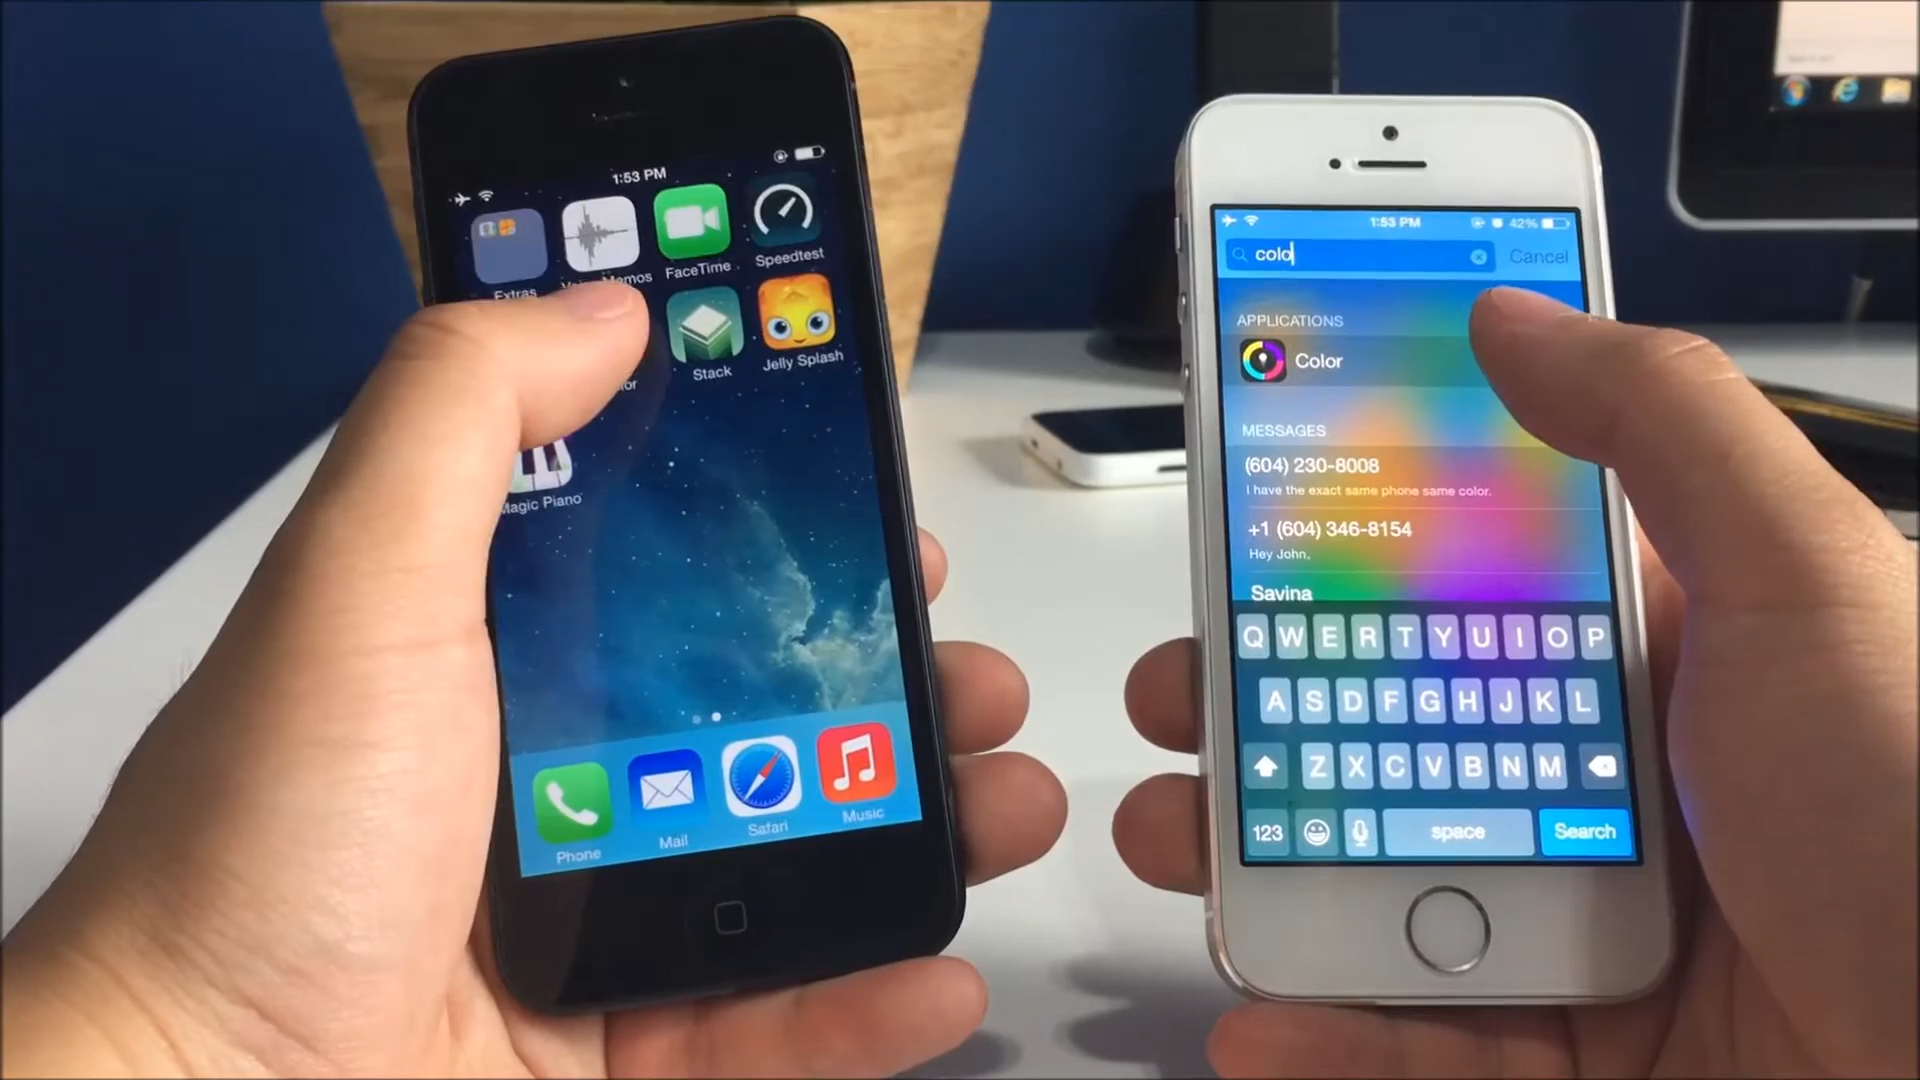 1:53 PM
Extras
FaceTime
Speedtest
Stack
Jelly Splash
Magic Piano
Phone
Mail
Safari
Music
1:53 PM
42%
colo
Cancel
APPLICATIONS
Color
MESSAGES
(604) 230-8008
I have the exact same phone same color.
+1 (604) 346-8154
Hey John,
Savina
Q W E R T Y U I O P
A S D F G H J K L
Z X C V B N M
123
space
Search